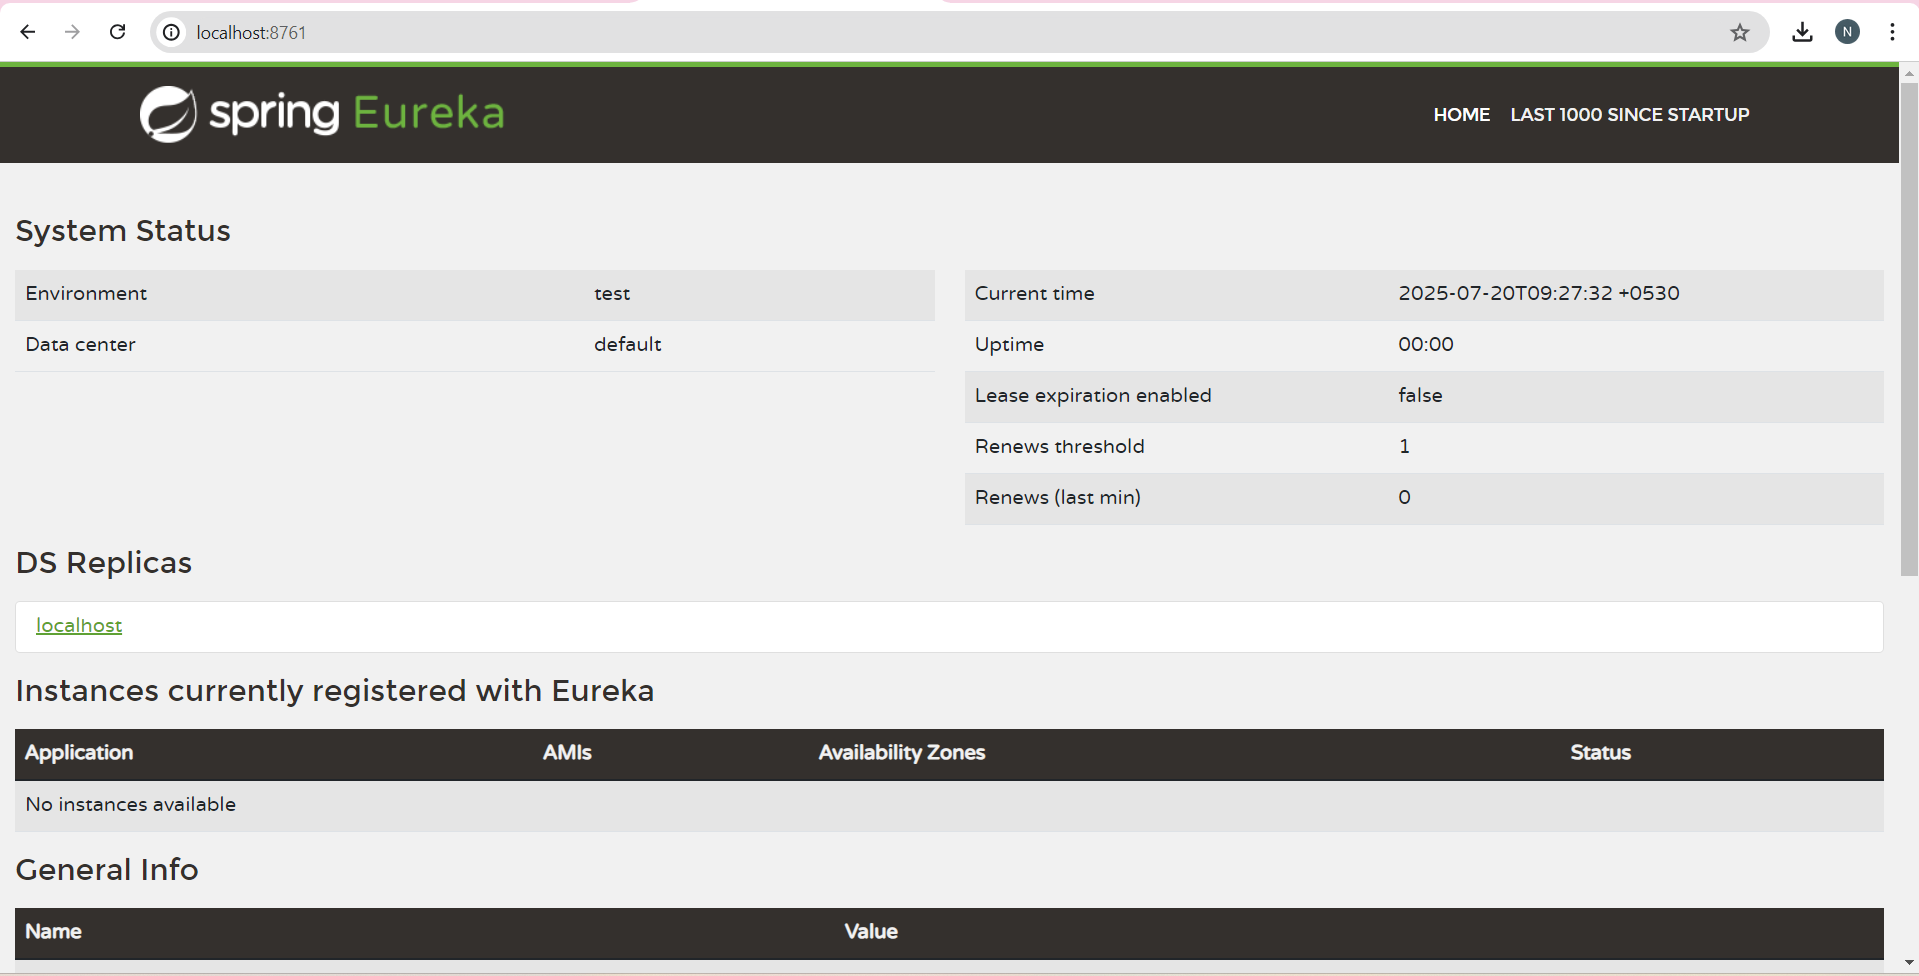 localhost:8761
N
spring Eureka
HOME LAST 1000 SINCE STARTUP
System Status
Environment test
Data center default
Current time 2025-07-20T09:27:32 +0530
Uptime 00:00
Lease expiration enabled false
Renews threshold 1
Renews (last min) 0
DS Replicas
localhost
Instances currently registered with Eureka
Application AMIs Availability Zones Status
No instances available
General Info
Name Value